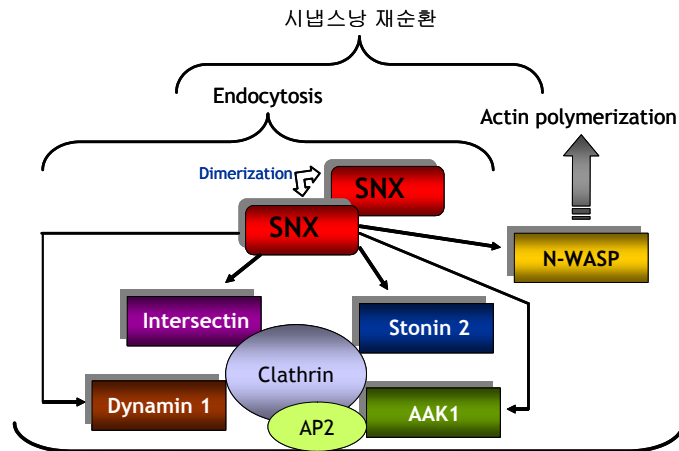 시냅스낭 재순환
Endocytosis
Actin polymerization
Dimerization
SNX
SNX
N-WASP
Intersectin
Stonin 2
Clathrin
Dynamin 1
AAK1
AP2